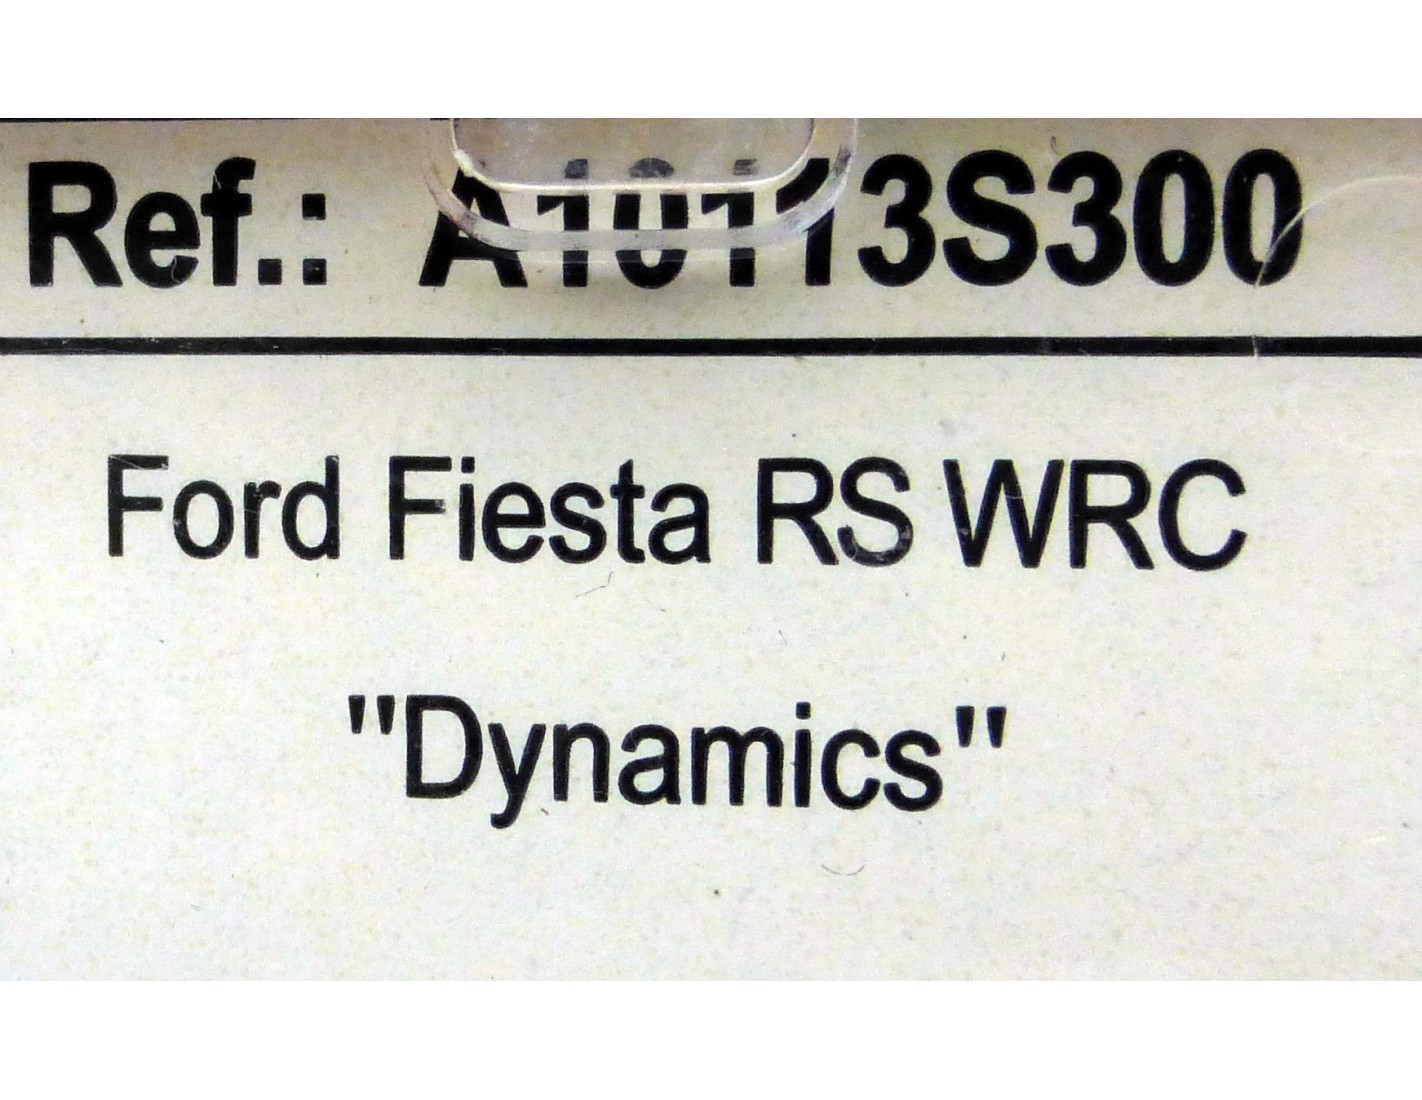 Ref.: A10113S300
Ford Fiesta RS WRC
"Dynamics"